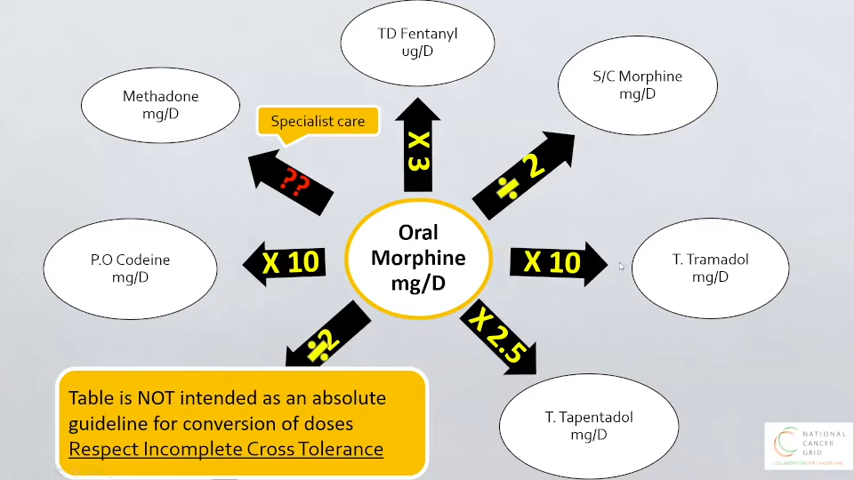 TD Fentanyl
ug/D
S/C Morphine
mg/D
Methadone
mg/D
Specialist care
X 3
÷ 2
??
Oral
Morphine
mg/D
P.O Codeine
mg/D
X 10
X 10
T. Tramadol
mg/D
÷2
X 2.5
Table is NOT intended as an absolute
guideline for conversion of doses
Respect Incomplete Cross Tolerance
T. Tapentadol
mg/D
NATIONAL
CANCER
GRID